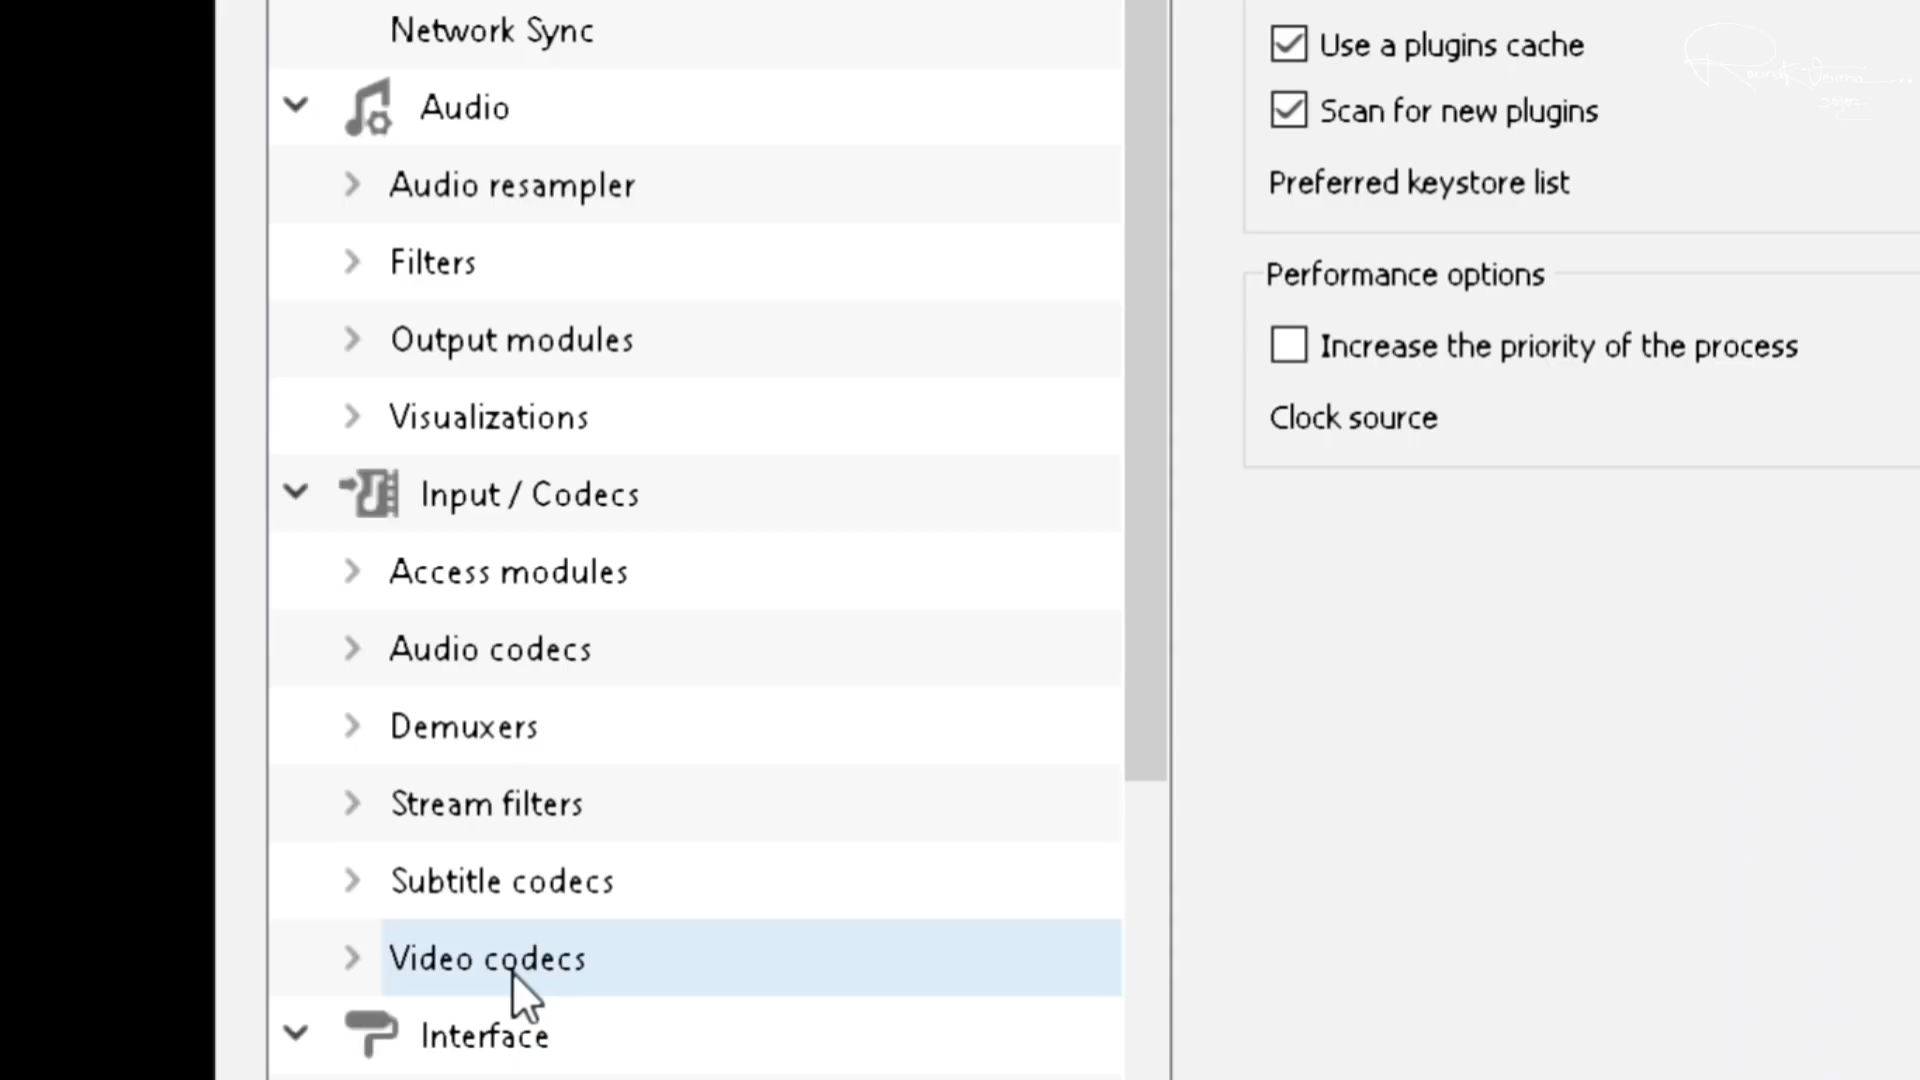 Network Sync
Audio
Audio resampler
Filters
Output modules
Visualizations
Input / Codecs
Access modules
Audio codecs
Demuxers
Stream filters
Subtitle codecs
Video codecs
Interface
Use a plugins cache
Scan for new plugins
Preferred keystore list
Performance options
Increase the priority of the process
Clock source